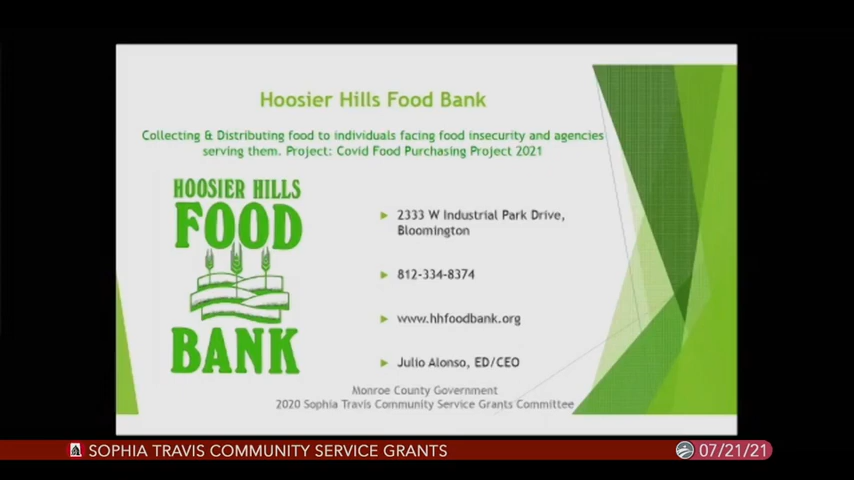 Hoosier Hills Food Bank
Collecting & Distributing food to individuals facing food insecurity and agencies
serving them. Project: Covid Food Purchasing Project 2021
HOOSIER HILLS
FOOD
BANK
2333 W Industrial Park Drive,
Bloomington
812-334-8374
www.hhfoodbank.org
Julio Alonso, ED/CEO
Monroe County Government
2020 Sophia Travis Community Service Grants Committee
SOPHIA TRAVIS COMMUNITY SERVICE GRANTS
07/21/21